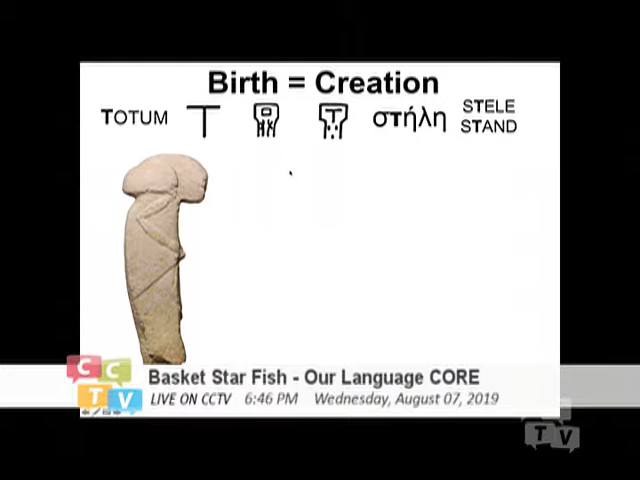 Birth = Creation
TOTUM T στήλη STELE STAND
CCTV
Basket Star Fish - Our Language CORE
LIVE ON CCTV 6:46 PM Wednesday, August 07, 2019
TV